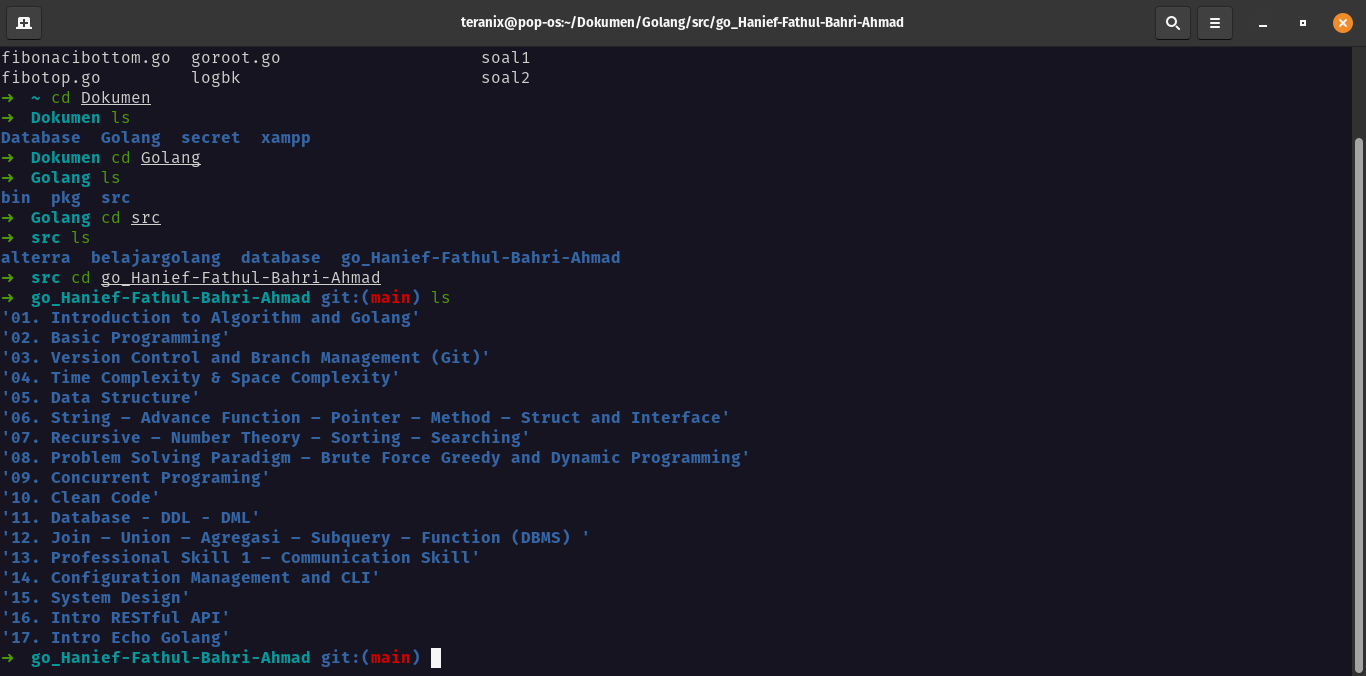 teranix@pop-os:~/Dokumen/Golang/src/go_Hanief-Fathul-Bahri-Ahmad
fibonacibottom.go  goroot.go                    soal1
fibotop.go         logbk                        soal2
➜  ~ cd Dokumen
➜  Dokumen ls
Database  Golang  secret  xampp
➜  Dokumen cd Golang
➜  Golang ls
bin  pkg  src
➜  Golang cd src
➜  src ls
alterra  belajargolang  database  go_Hanief-Fathul-Bahri-Ahmad
➜  src cd go_Hanief-Fathul-Bahri-Ahmad
➜  go_Hanief-Fathul-Bahri-Ahmad git:(main) ls
'01. Introduction to Algorithm and Golang'
'02. Basic Programming'
'03. Version Control and Branch Management (Git)'
'04. Time Complexity & Space Complexity'
'05. Data Structure'
'06. String – Advance Function – Pointer – Method – Struct and Interface'
'07. Recursive – Number Theory – Sorting – Searching'
'08. Problem Solving Paradigm – Brute Force Greedy and Dynamic Programming'
'09. Concurrent Programing'
'10. Clean Code'
'11. Database - DDL - DML'
'12. Join – Union – Agregasi – Subquery – Function (DBMS) '
'13. Professional Skill 1 – Communication Skill'
'14. Configuration Management and CLI'
'15. System Design'
'16. Intro RESTful API'
'17. Intro Echo Golang'
➜  go_Hanief-Fathul-Bahri-Ahmad git:(main)